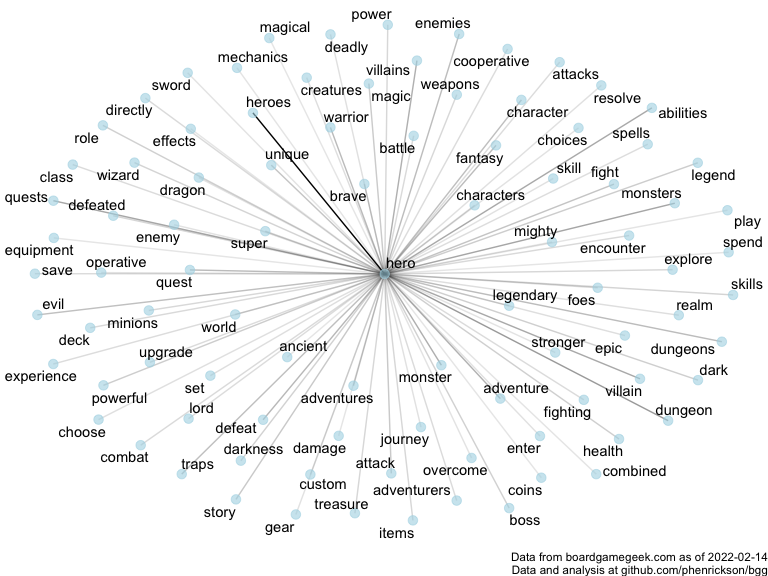 power
enemies
magical
deadly
mechanics
villains
cooperative
attacks
sword
creatures
magic
weapons
resolve
heroes
directly
warrior
character
abilities
role
effects
battle
choices
spells
unique
fantasy
class
wizard
skill
fight
legend
quests
dragon
brave
characters
monsters
defeated
play
enemy
super
mighty
encounter
spend
equipment
save
operative
hero
explore
quest
skills
evil
minions
world
legendary
foes
realm
deck
upgrade
ancient
stronger
epic
dungeons
experience
set
monster
dark
powerful
adventures
adventure
villain
lord
fighting
dungeon
choose
defeat
combat
darkness
damage
journey
enter
health
traps
attack
overcome
combined
custom
adventurers
coins
story
treasure
gear
items
boss
Data from boardgamegeek.com as of 2022-02-14
Data and analysis at github.com/phenrickson/bgg